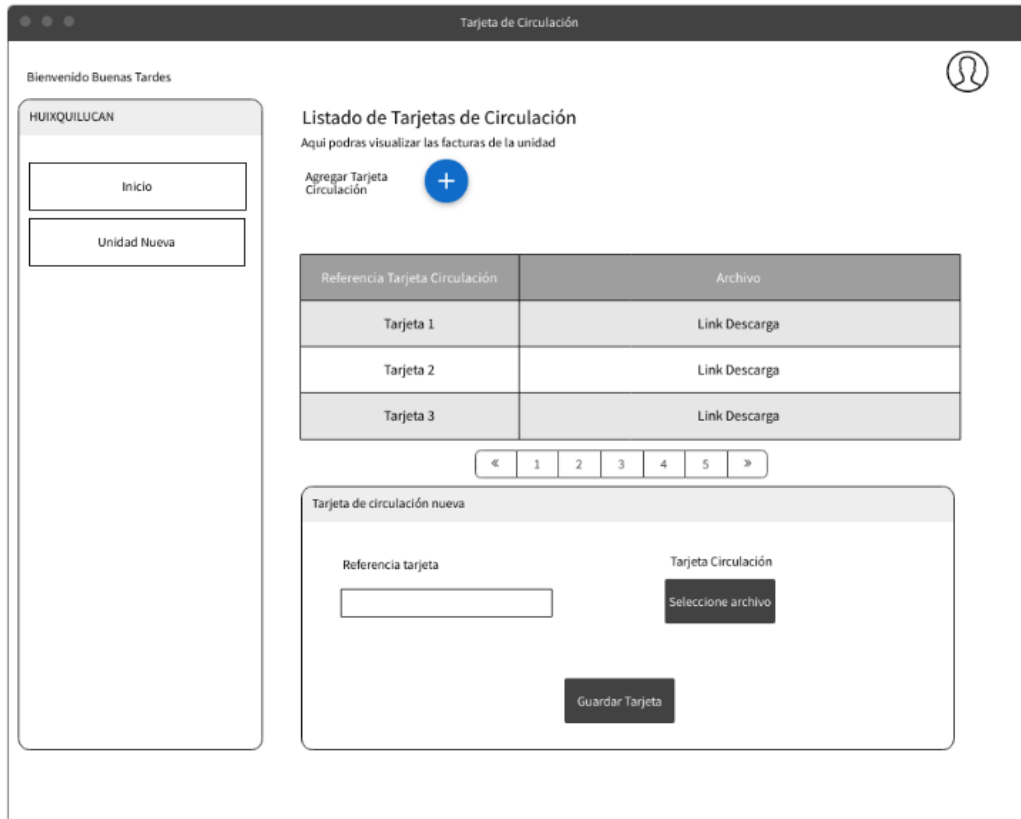 Tarjeta de Circulación
Bienvenido Buenas Tardes
HUIXQUILUCAN
Inicio
Unidad Nueva
Listado de Tarjetas de Circulación
Aqui podras visualizar las facturas de la unidad
Agregar Tarjeta
Circulación
+
Referencia Tarjeta Circulación Archivo
Tarjeta 1 Link Descarga
Tarjeta 2 Link Descarga
Tarjeta 3 Link Descarga
« 1 2 3 4 5 »
Tarjeta de circulación nueva
Referencia tarjeta Tarjeta Circulación
Seleccione archivo
Guardar Tarjeta